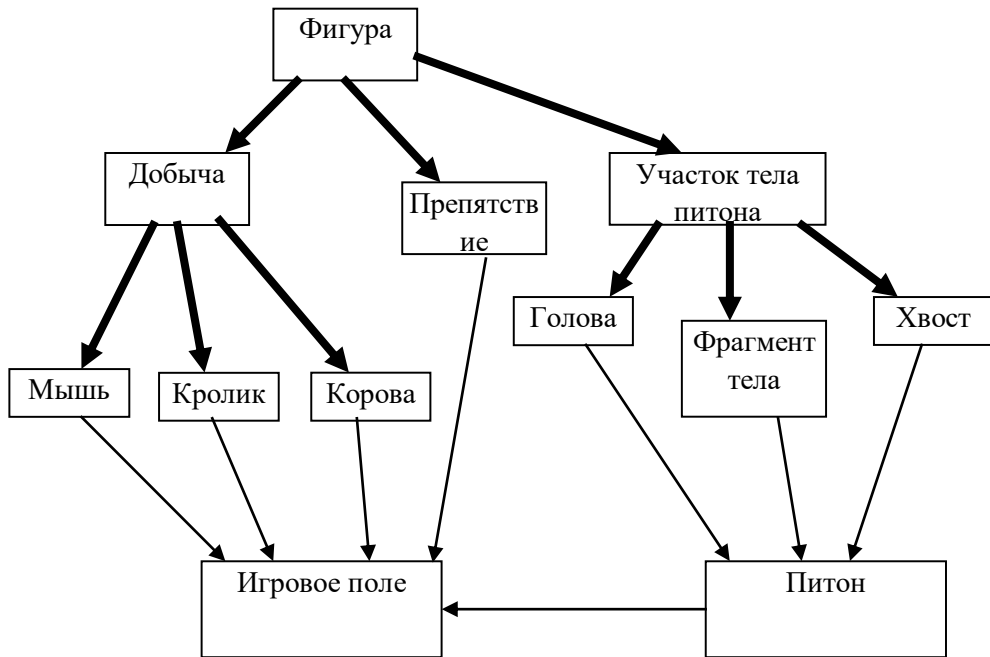 Фигура
Добыча
Препятств
ие
Участок тела
питона
Голова
Фрагмент
тела
Хвост
Мышь
Кролик
Корова
Игровое поле
Питон